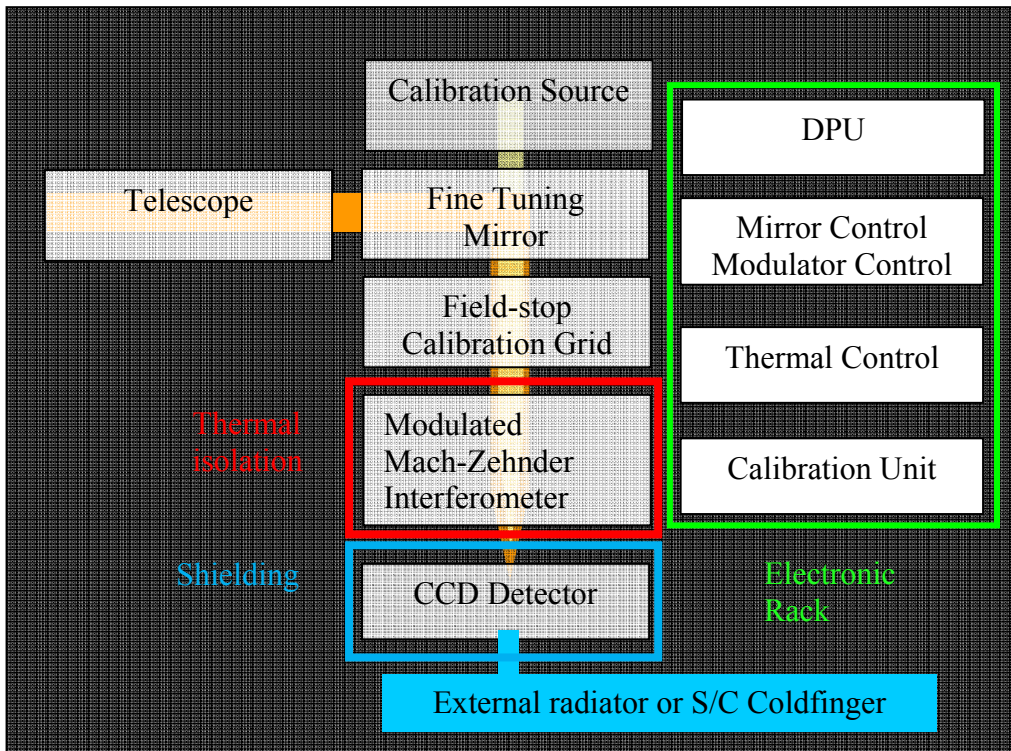 Calibration Source
DPU
Telescope
Fine Tuning
Mirror
Mirror Control
Modulator Control
Field-stop
Calibration Grid
Thermal Control
Thermal
isolation
Modulated
Mach-Zehnder
Interferometer
Calibration Unit
Shielding
CCD Detector
Electronic
Rack
External radiator or S/C Coldfinger